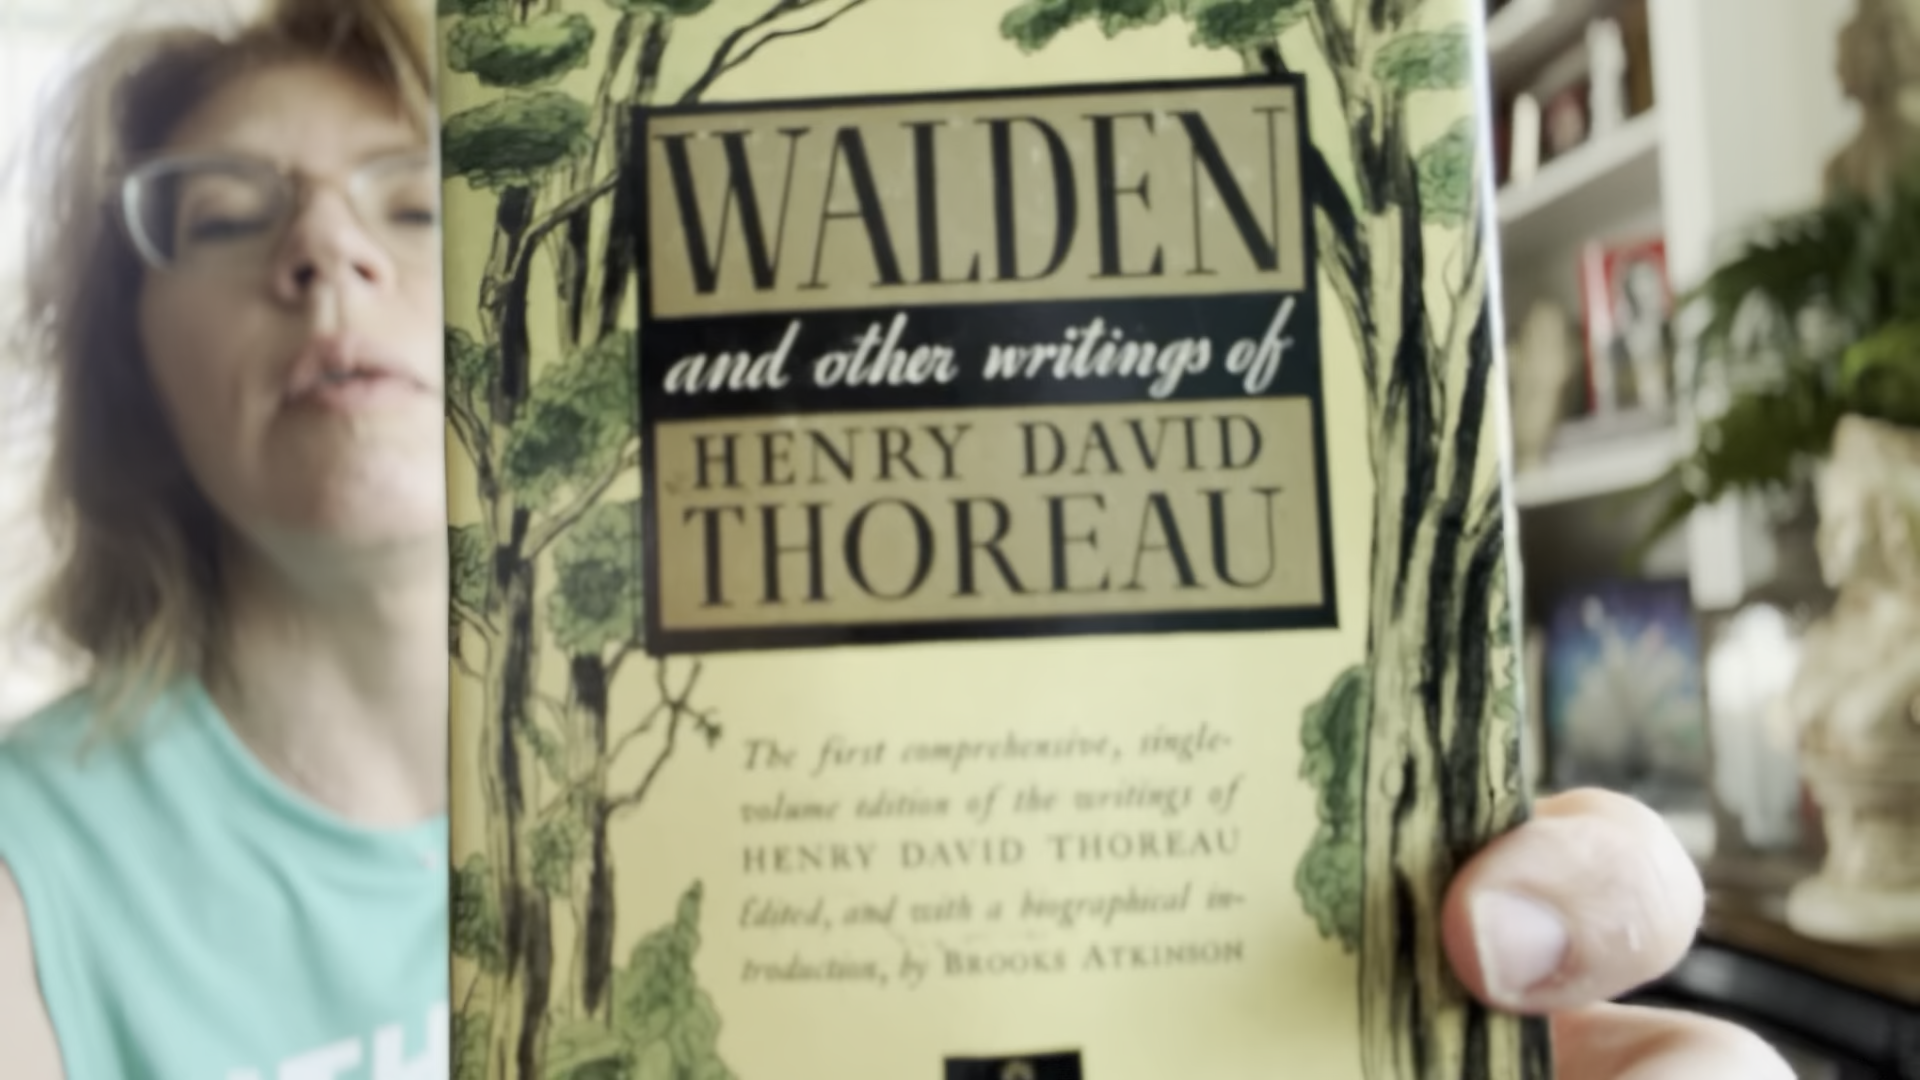 WALDEN
and other writings of
HENRY DAVID
THOREAU
The first comprehensive, single-
volume edition of the writings of
HENRY DAVID THOREAU
Edited, and with a biographical in-
troduction, by BROOKS ATKINSON